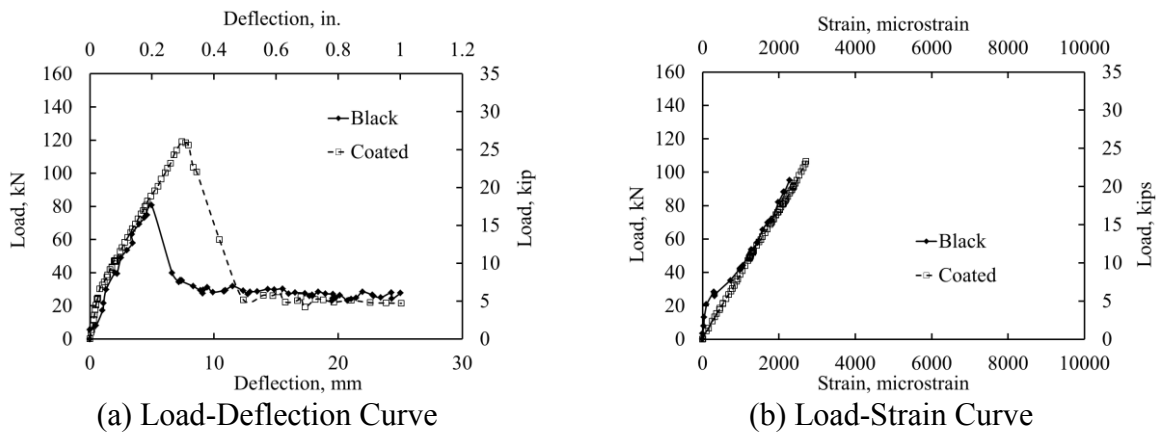 Deflection, in.
0 0.2 0.4 0.6 0.8 1 1.2
160 35
140 30
120 25
100 20
80 15
60 10
40 5
20 0
0
Load, kN
Load, kip
Black
Coated
0 10 20 30
Deflection, mm
(a) Load-Deflection Curve
Strain, microstrain
0 2000 4000 6000 8000 10000
160 35
140 30
120 25
100 20
80 15
60 10
40 5
20 0
0
Load, kN
Load, kips
Black
Coated
0 2000 4000 6000 8000 10000
Strain, microstrain
(b) Load-Strain Curve